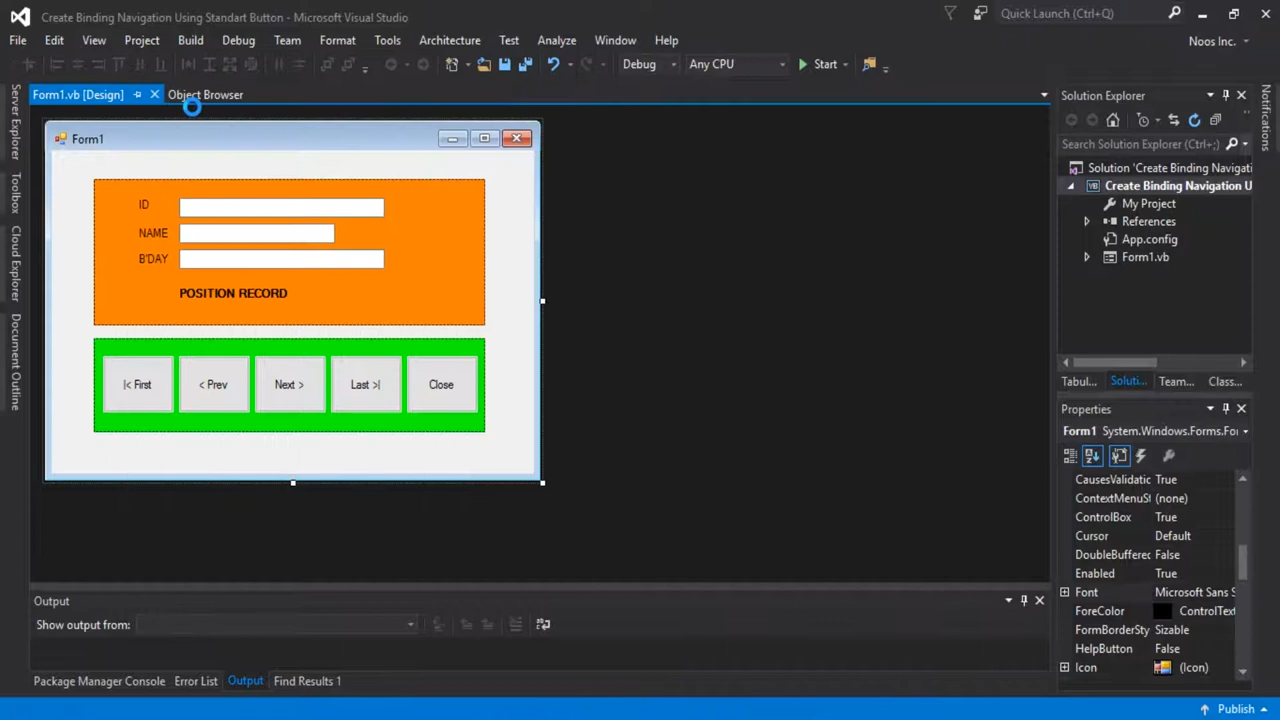 Create Binding Navigation Using Standart Button - Microsoft Visual Studio
Quick Launch (Ctrl+Q)
File Edit View Project Build Debug Team Format Tools Architecture Test Analyze Window Help
Noos Inc.
Debug Any CPU Start
Form1.vb [Design] Object Browser
Server Explorer
Toolbox
Cloud Explorer
Document Outline
Form1
ID
NAME
B'DAY
POSITION RECORD
|< First < Prev Next > Last >| Close
Output
Show output from:
Package Manager Console Error List Output Find Results 1
Solution Explorer
Search Solution Explorer (Ctrl+;)
Solution 'Create Binding Navigati
Create Binding Navigation U
My Project
References
App.config
Form1.vb
Tabul... Soluti... Team... Class...
Properties
Form1 System.Windows.Forms.For
CausesValidatic True
ContextMenuSt (none)
ControlBox True
Cursor Default
DoubleBuffered False
Enabled True
Font Microsoft Sans S
ForeColor ControlText
FormBorderSty Sizable
HelpButton False
Icon (Icon)
Notifications
Publish